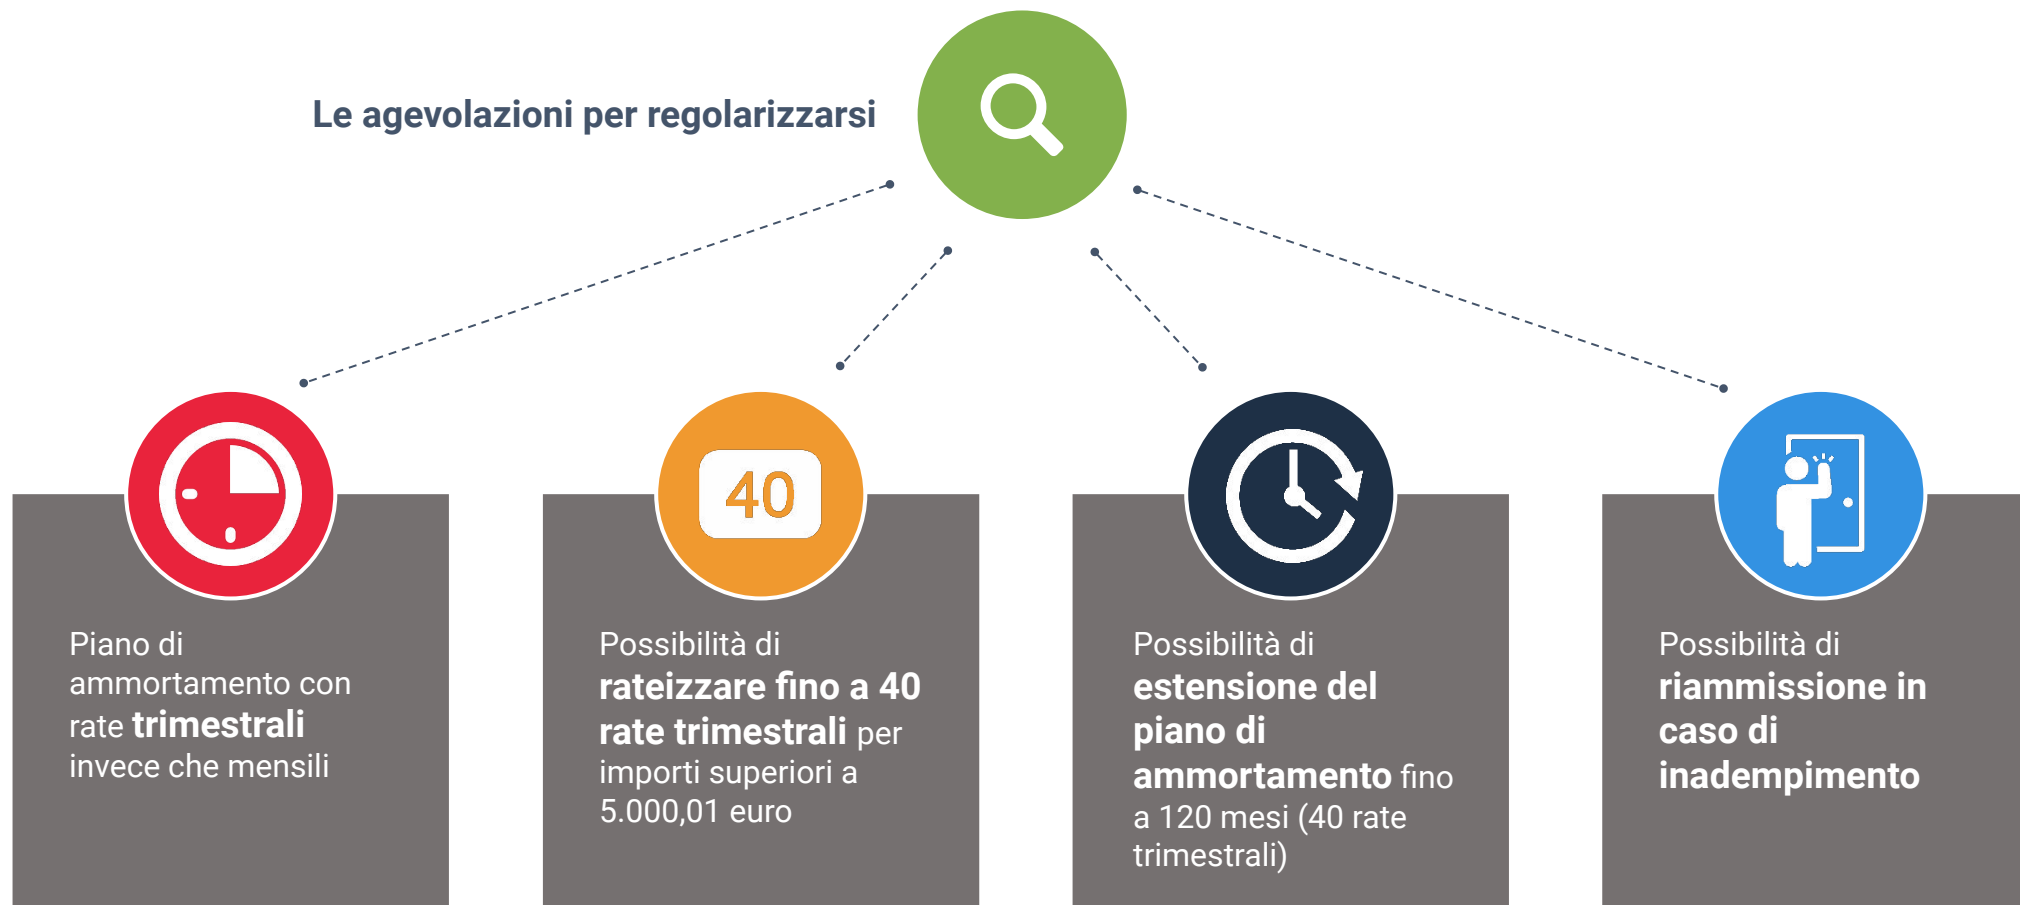 Le agevolazioni per regolarizzarsi
Piano di
ammortamento con
rate trimestrali
invece che mensili
40
Possibilità di
rateizzare fino a 40
rate trimestrali per
importi superiori a
5.000,01 euro
Possibilità di
estensione del
piano di
ammortamento fino
a 120 mesi (40 rate
trimestrali)
Possibilità di
riammissione in
caso di
inadempimento